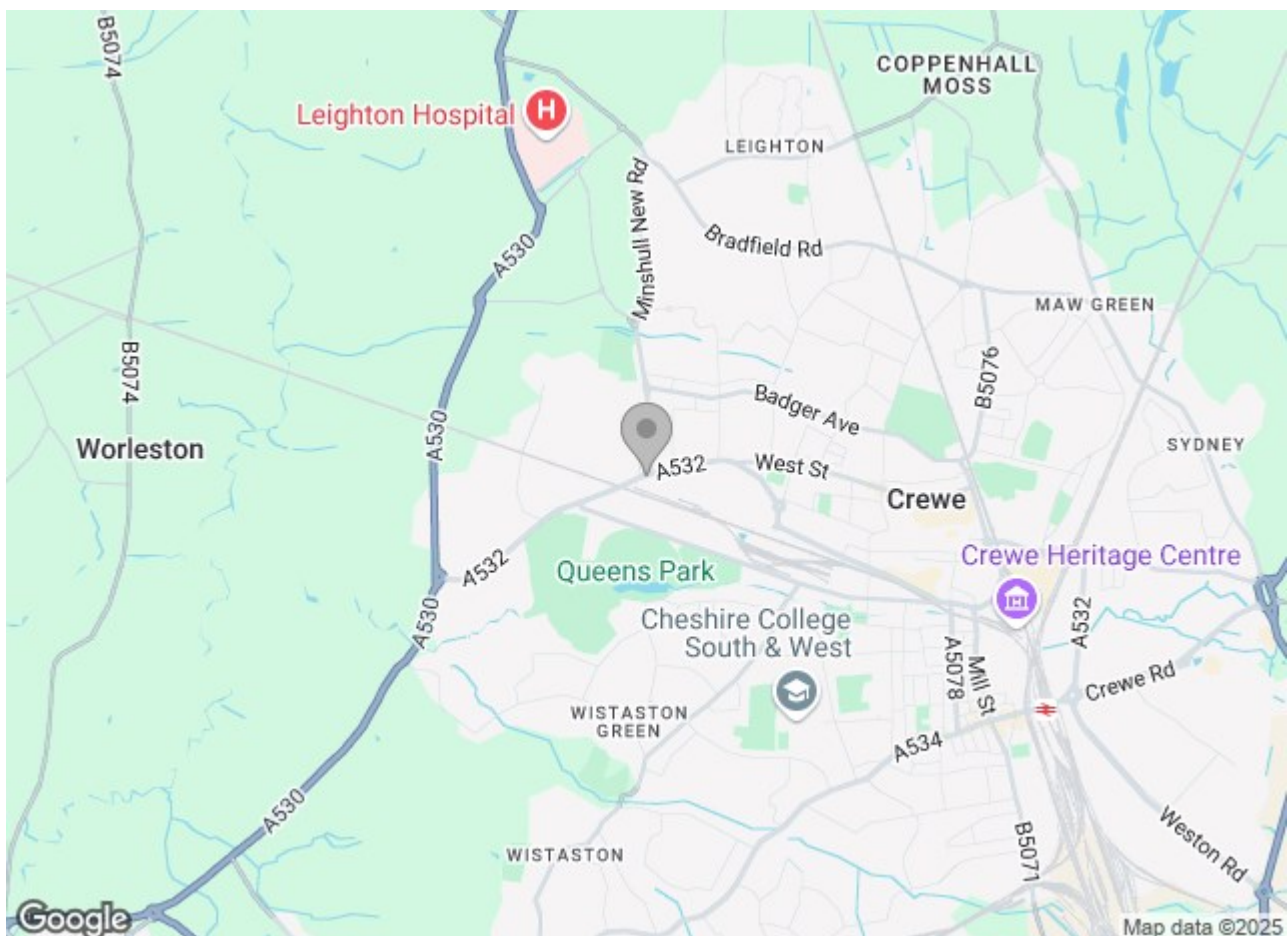 B5074
COPPENHALL
MOSS
Leighton Hospital
H
LEIGHTON
Minshull New Rd
Bradfield Rd
A530
MAW GREEN
B5074
B5076
Badger Ave
A530
Worleston
SYDNEY
A532
West St
Crewe
A532
Queens Park
Crewe Heritage Centre
A530
Cheshire College
South & West
A532
A5078
Mill St
Crewe Rd
WISTASTON
GREEN
A534
A530
Weston Rd
B5071
WISTASTON
Google
Map data ©2025